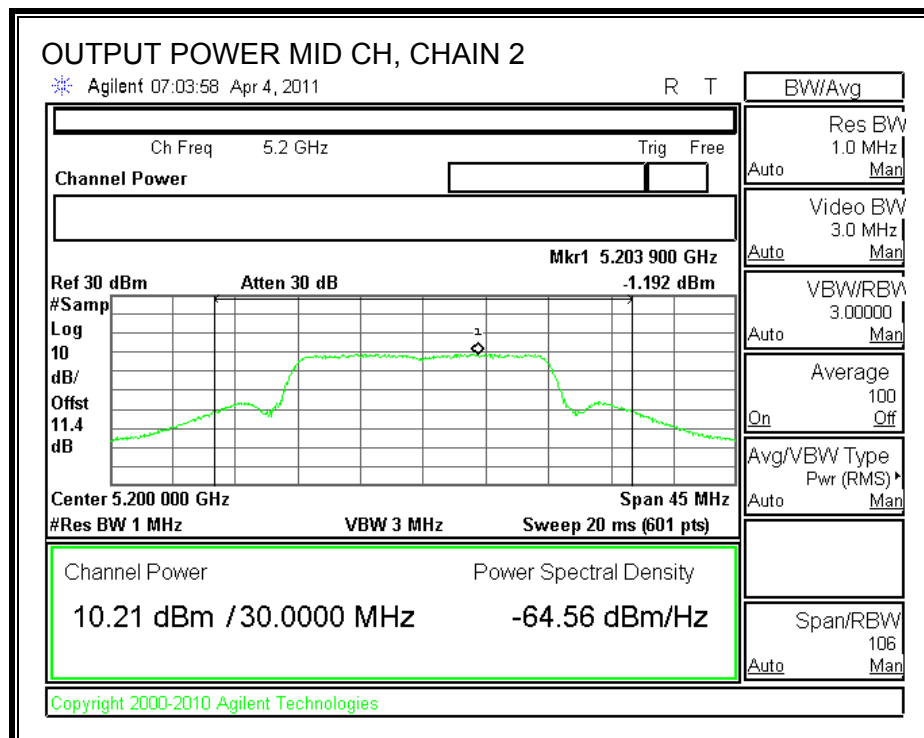 OUTPUT POWER MID CH, CHAIN 2
Agilent 07:03:58 Apr 4, 2011
R T
Ch Freq 5.2 GHz
Trig Free
Channel Power
Mkr1 5.203 900 GHz
Ref 30 dBm
Atten 30 dB
-1.192 dBm
#Samp
Log
10
dB/
Offst
11.4
dB
1
Center 5.200 000 GHz
Span 45 MHz
#Res BW 1 MHz
VBW 3 MHz
Sweep 20 ms (601 pts)
Channel Power
Power Spectral Density
10.21 dBm / 30.0000 MHz
-64.56 dBm/Hz
Copyright 2000-2010 Agilent Technologies
BW/Avg
Res BW
1.0 MHz
Auto Man
Video BW
3.0 MHz
Auto Man
VBW/RBW
3.00000
Auto Man
Average
100
On Off
Avg/VBW Type
Pwr (RMS)
Auto Man
Span/RBW
106
Auto Man